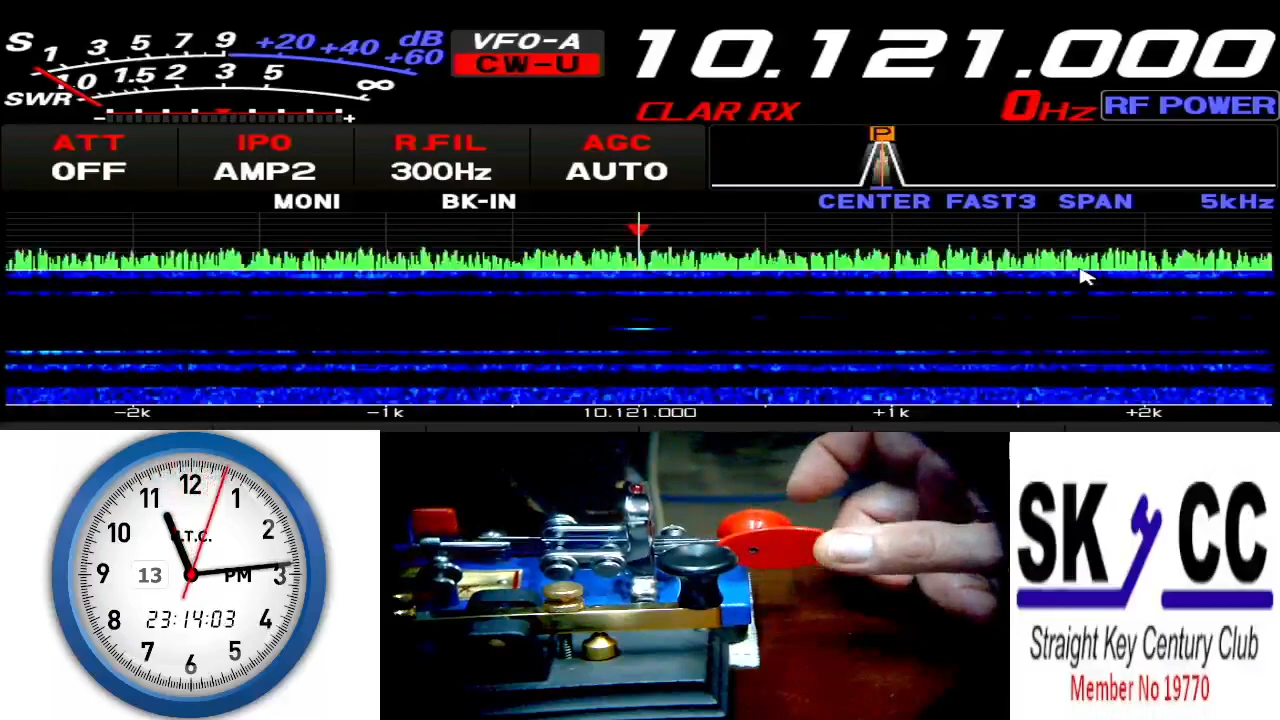 S 1 3 5 7 9 +20 +40 +60 dB
VFO-A
CW-U
10.121.000
1.0 1.5 2 3 5 ∞
SWR
- +
CLAR RX
0Hz
RF POWER
ATT
OFF
IPO
AMP2
R.FIL
300Hz
AGC
AUTO
P
MONI
BK-IN
CENTER FAST3 SPAN 5kHz
-2k -1k 10.121.000 +1k +2k
12
11 1
U.T.C.
10 2
9 13 PM 3
23:14:03
8 4
7 5
6
SK CC
Straight Key Century Club
Member No 19770